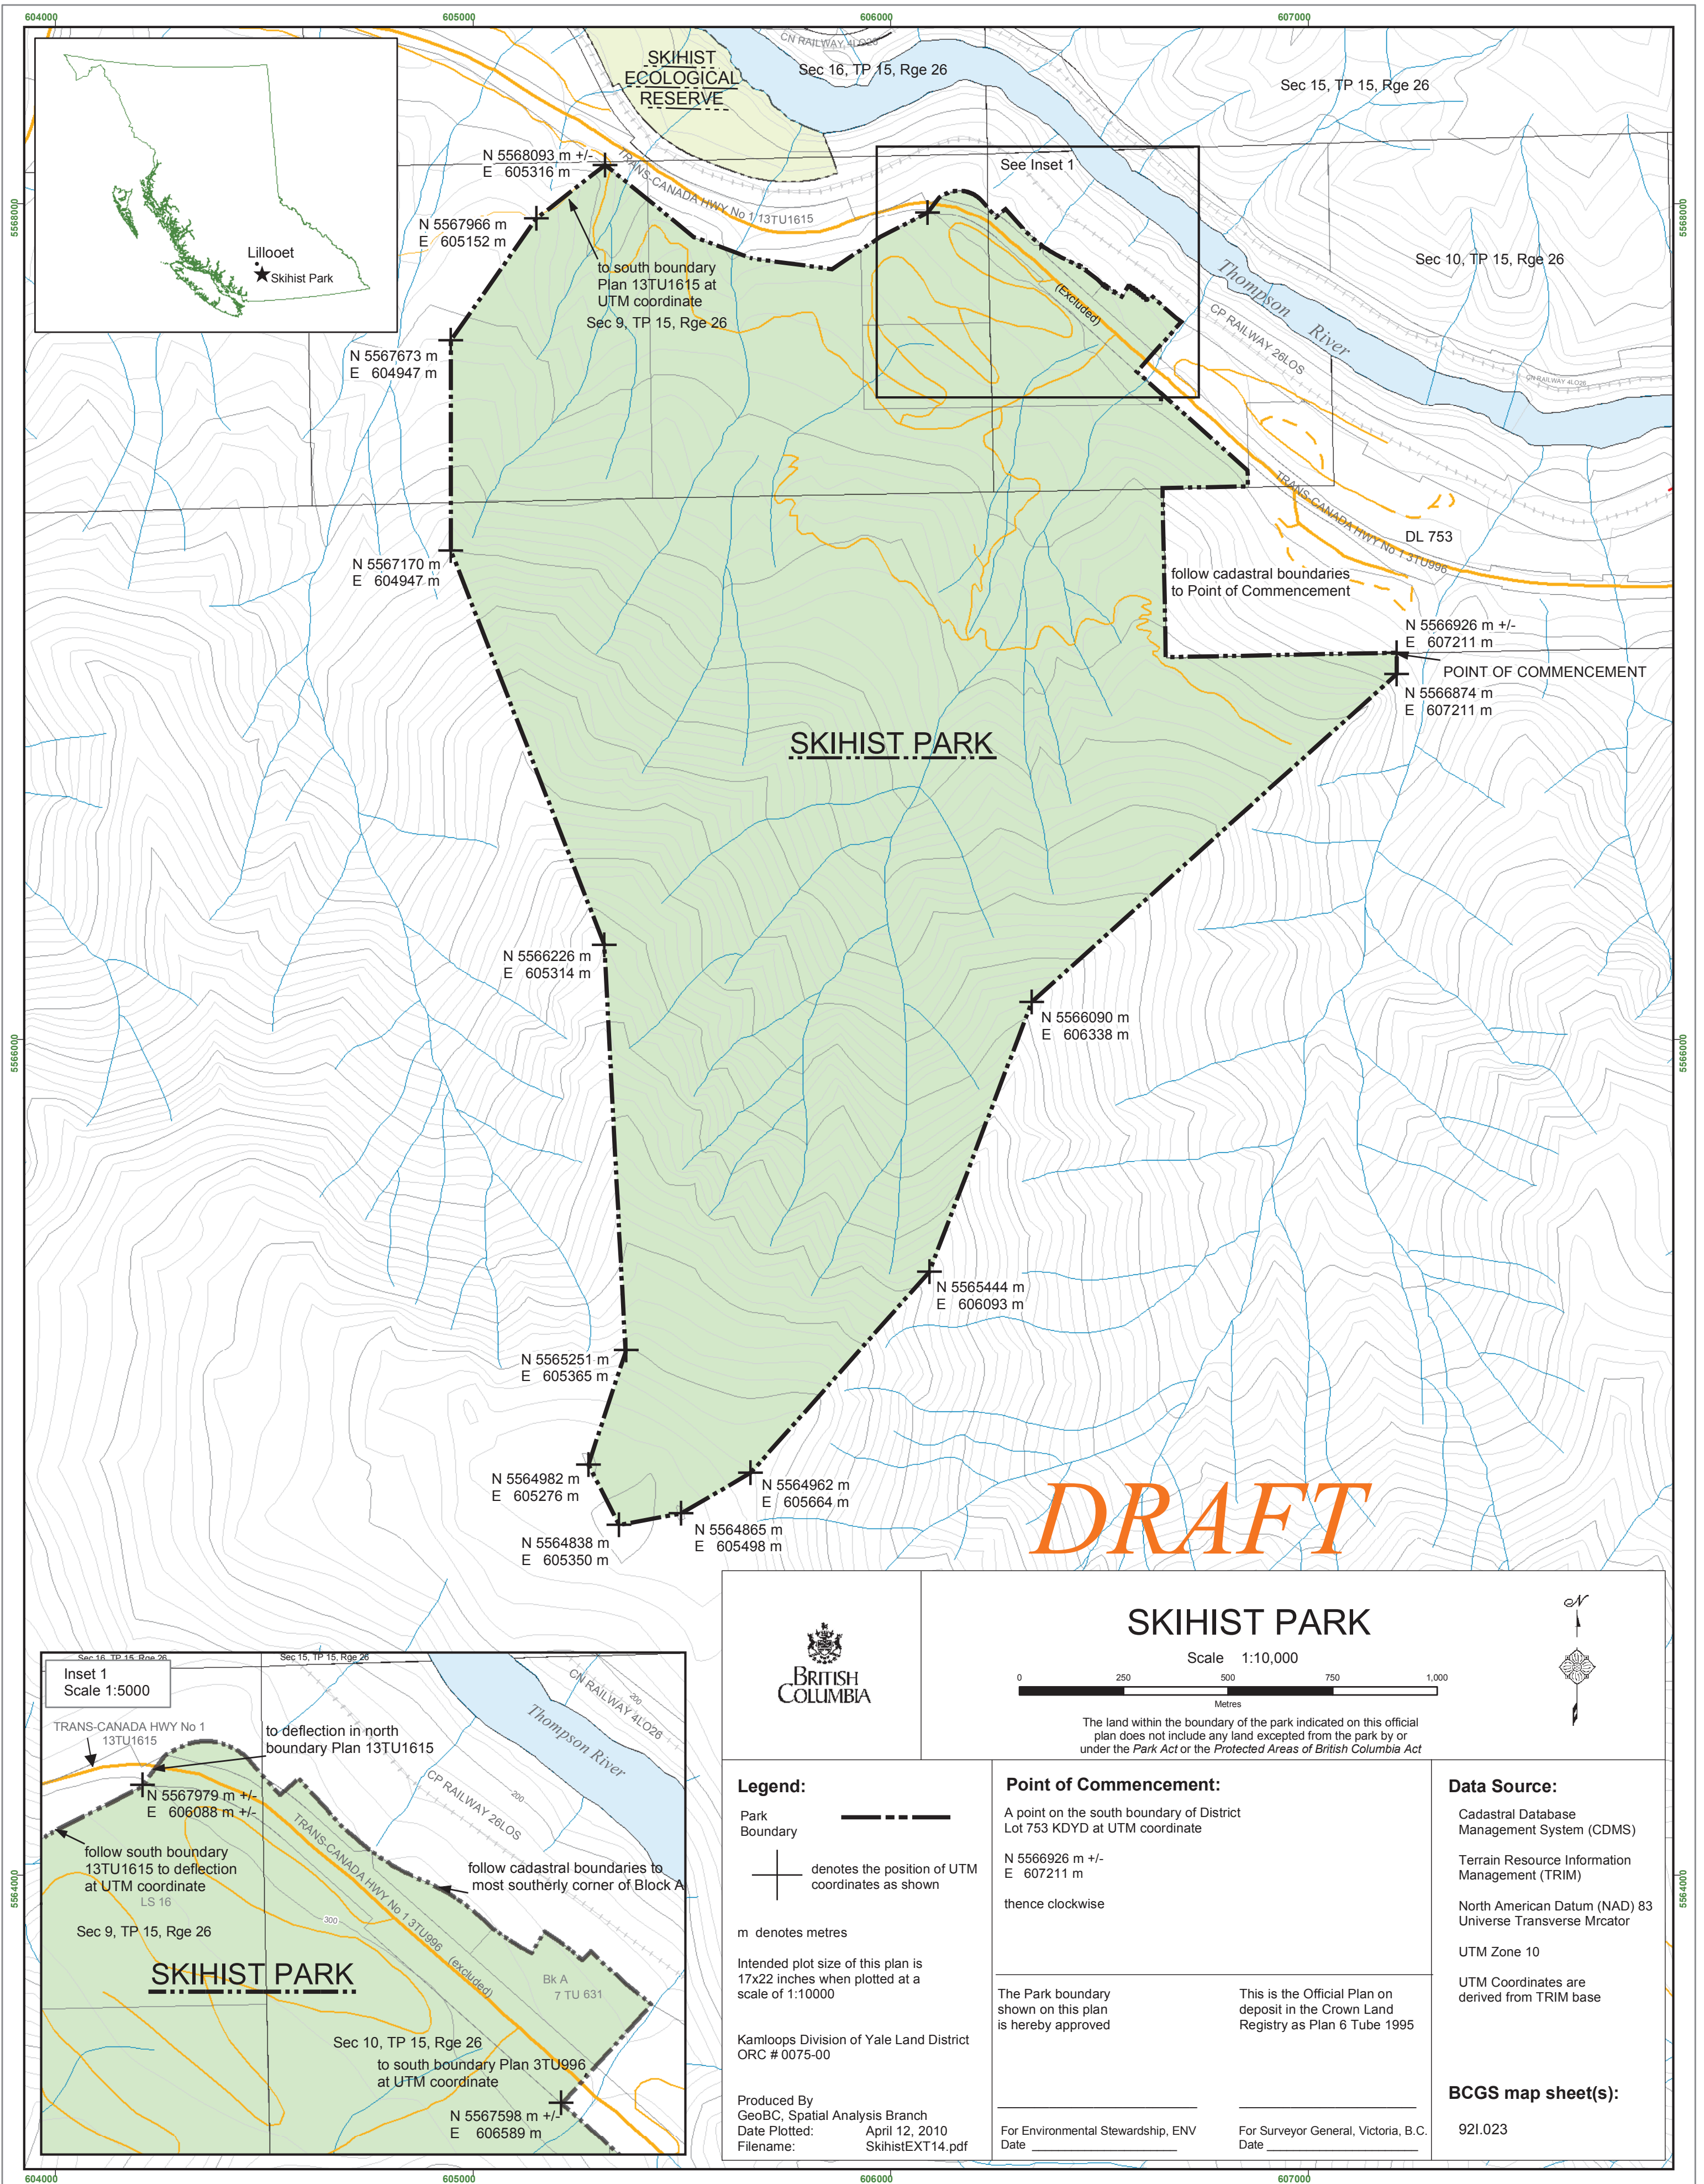 604000
605000
606000
607000
5568000
5566000
5564000
5568000
5566000
5564000
Lillooet
Skihist Park
SKIHIST
ECOLOGICAL
RESERVE
CN RAILWAY 4LO26
Sec 16, TP 15, Rge 26
Sec 15, TP 15, Rge 26
N 5568093 m +/-
E 605316 m
TRANS-CANADA HWY No 1 13TU1615
See Inset 1
N 5567966 m
E 605152 m
to south boundary
Plan 13TU1615 at
UTM coordinate
Sec 9, TP 15, Rge 26
(Excluded)
Thompson River
Sec 10, TP 15, Rge 26
CP RAILWAY 26LOS
CN RAILWAY 4LO26
N 5567673 m
E 604947 m
TRANS-CANADA HWY No 1 3TU996
DL 753
N 5567170 m
E 604947 m
follow cadastral boundaries
to Point of Commencement
N 5566926 m +/-
E 607211 m
POINT OF COMMENCEMENT
N 5566874 m
E 607211 m
SKIHIST PARK
N 5566226 m
E 605314 m
N 5566090 m
E 606338 m
N 5565444 m
E 606093 m
N 5565251 m
E 605365 m
N 5564982 m
E 605276 m
N 5564962 m
E 605664 m
N 5564865 m
E 605498 m
N 5564838 m
E 605350 m
DRAFT
Sec 16, TP 15, Rge 26
Sec 15, TP 15, Rge 26
Inset 1
Scale 1:5000
TRANS-CANADA HWY No 1
13TU1615
to deflection in north
boundary Plan 13TU1615
CN RAILWAY 4LO26
200
Thompson River
N 5567979 m +/-
E 606088 m +/-
CP RAILWAY 26LOS
200
follow south boundary
13TU1615 to deflection
at UTM coordinate
LS 16
TRANS-CANADA HWY No 1 3TU996 (excluded)
follow cadastral boundaries to
most southerly corner of Block A
300
Sec 9, TP 15, Rge 26
SKIHIST PARK
Bk A
7 TU 631
Sec 10, TP 15, Rge 26
to south boundary Plan 3TU996
at UTM coordinate
N 5567598 m +/-
E 606589 m
BRITISH
COLUMBIA
SKIHIST PARK
Scale 1:10,000
0 250 500 750 1,000
Metres
The land within the boundary of the park indicated on this official
plan does not include any land excepted from the park by or
under the Park Act or the Protected Areas of British Columbia Act
N
Legend:
Park
Boundary
denotes the position of UTM
coordinates as shown
m denotes metres
Intended plot size of this plan is
17x22 inches when plotted at a
scale of 1:10000
Kamloops Division of Yale Land District
ORC # 0075-00
Produced By
GeoBC, Spatial Analysis Branch
Date Plotted: April 12, 2010
Filename: SkihistEXT14.pdf
Point of Commencement:
A point on the south boundary of District
Lot 753 KDYD at UTM coordinate
N 5566926 m +/-
E 607211 m
thence clockwise
The Park boundary
shown on this plan
is hereby approved
For Environmental Stewardship, ENV
Date
This is the Official Plan on
deposit in the Crown Land
Registry as Plan 6 Tube 1995
For Surveyor General, Victoria, B.C.
Date
Data Source:
Cadastral Database
Management System (CDMS)
Terrain Resource Information
Management (TRIM)
North American Datum (NAD) 83
Universe Transverse Mrcator
UTM Zone 10
UTM Coordinates are
derived from TRIM base
BCGS map sheet(s):
92I.023
604000
605000
606000
607000